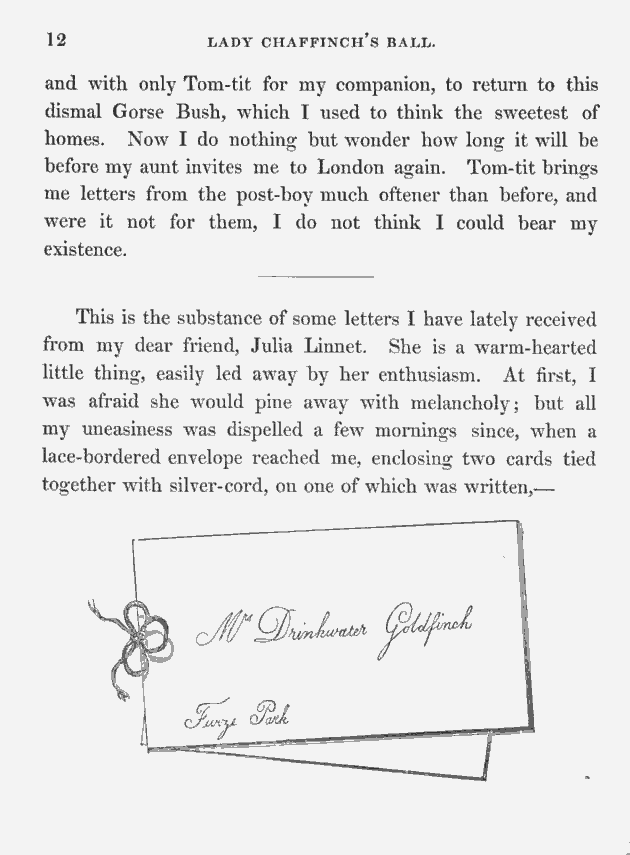 12 LADY CHAFFINCH'S BALL.
and with only Tom-tit for my companion, to return to this
dismal Gorse Bush, which I used to think the sweetest of
homes. Now I do nothing but wonder how long it will be
before my aunt invites me to London again. Tom-tit brings
me letters from the post-boy much oftener than before, and
were it not for them, I do not think I could bear my
existence.
This is the substance of some letters I have lately received
from my dear friend, Julia Linnet. She is a warm-hearted
little thing, easily led away by her enthusiasm. At first, I
was afraid she would pine away with melancholy; but all
my uneasiness was dispelled a few mornings since, when a
lace-bordered envelope reached me, enclosing two cards tied
together with silver-cord, on one of which was written,—
Mrs Drinkwater Goldfinch
Furze Park